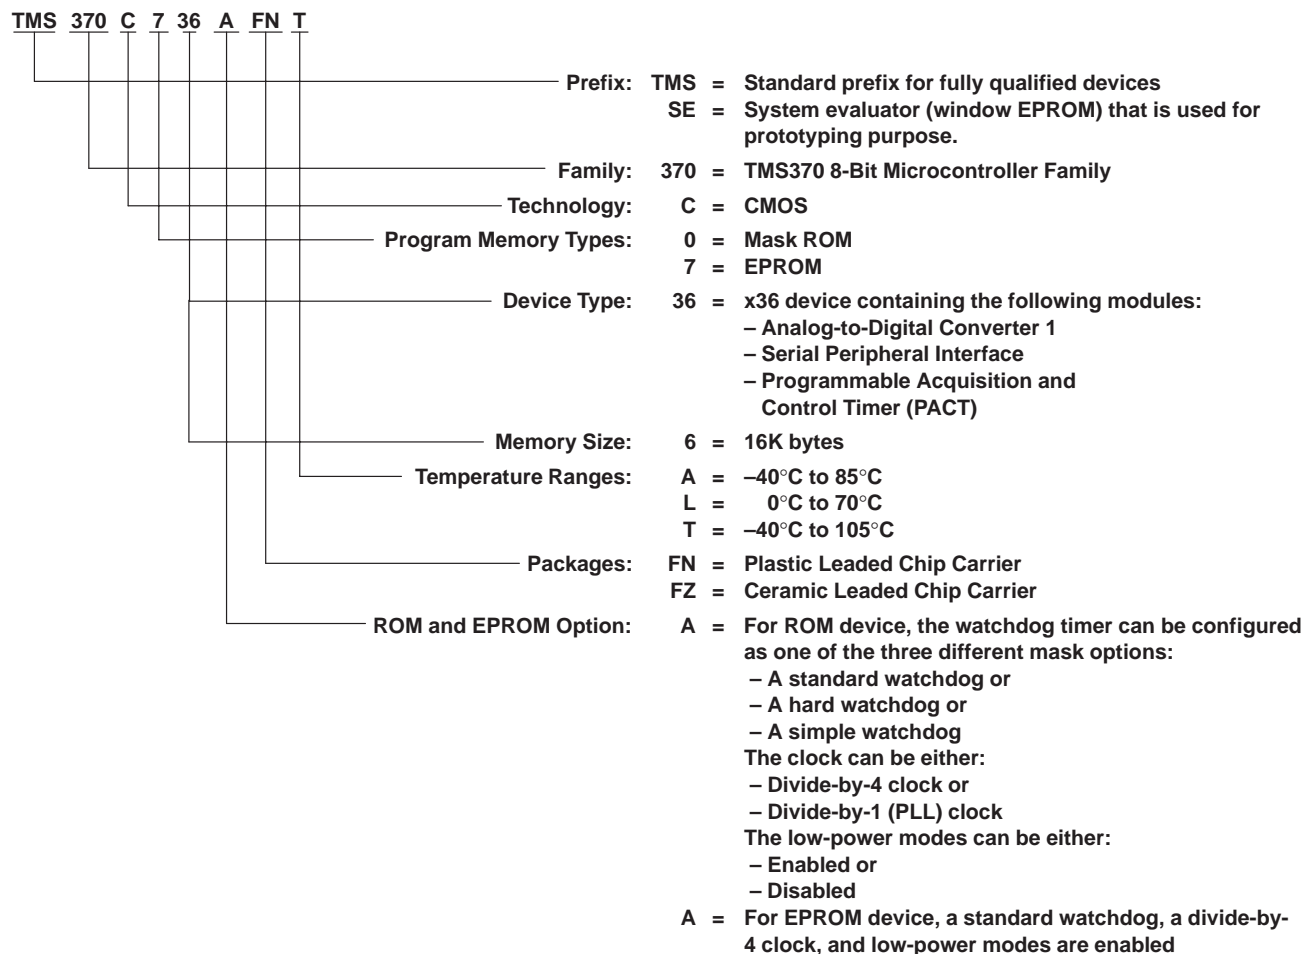 TMS 370 C 7 36 A FN T
Prefix: TMS = Standard prefix for fully qualified devices
SE = System evaluator (window EPROM) that is used for
prototyping purpose.
Family: 370 = TMS370 8-Bit Microcontroller Family
Technology: C = CMOS
Program Memory Types: 0 = Mask ROM
7 = EPROM
Device Type: 36 = x36 device containing the following modules:
– Analog-to-Digital Converter 1
– Serial Peripheral Interface
– Programmable Acquisition and
Control Timer (PACT)
Memory Size: 6 = 16K bytes
Temperature Ranges: A = –40°C to 85°C
L = 0°C to 70°C
T = –40°C to 105°C
Packages: FN = Plastic Leaded Chip Carrier
FZ = Ceramic Leaded Chip Carrier
ROM and EPROM Option: A = For ROM device, the watchdog timer can be configured
as one of the three different mask options:
– A standard watchdog or
– A hard watchdog or
– A simple watchdog
The clock can be either:
– Divide-by-4 clock or
– Divide-by-1 (PLL) clock
The low-power modes can be either:
– Enabled or
– Disabled
A = For EPROM device, a standard watchdog, a divide-by-
4 clock, and low-power modes are enabled